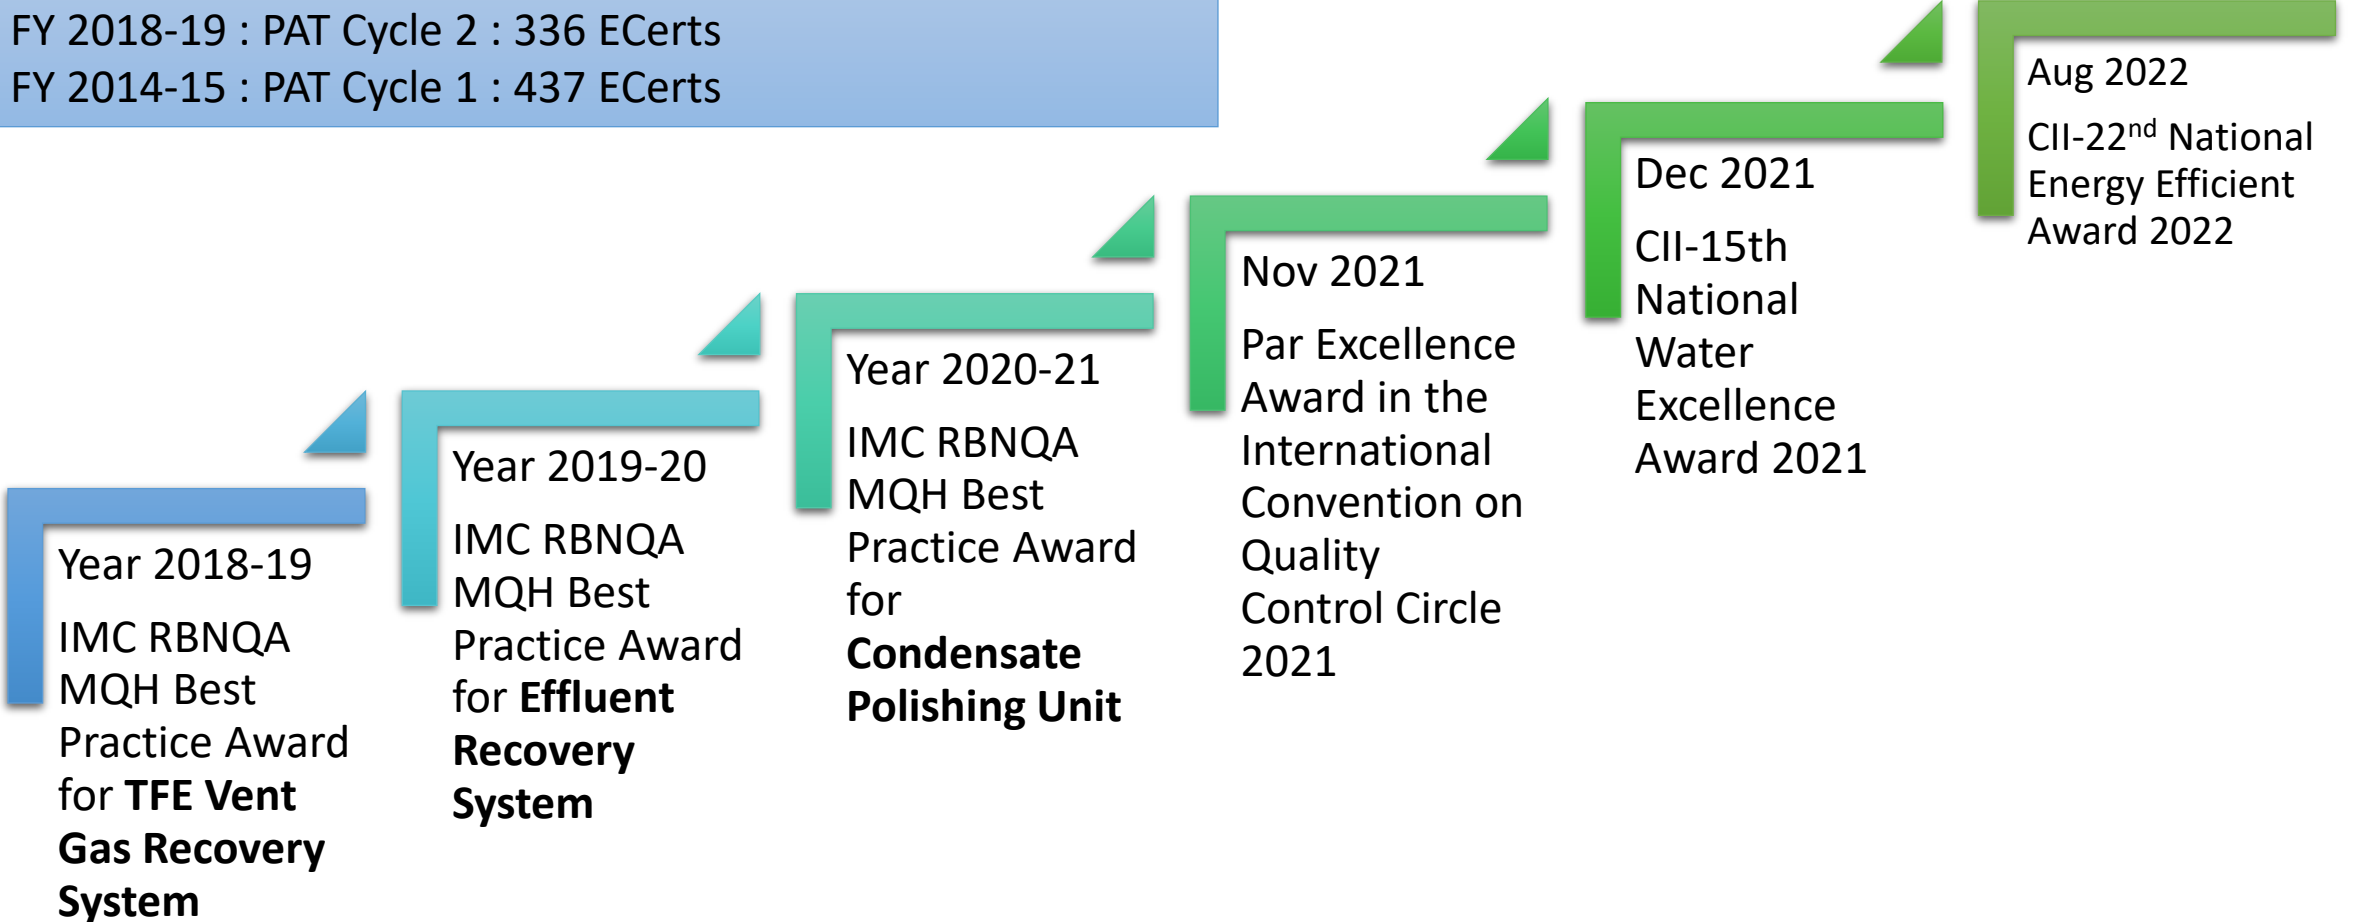 FY 2018-19 : PAT Cycle 2 : 336 ECerts
FY 2014-15 : PAT Cycle 1 : 437 ECerts
Year 2018-19
IMC RBNQA
MQH Best
Practice Award
for TFE Vent
Gas Recovery
System
Year 2019-20
IMC RBNQA
MQH Best
Practice Award
for Effluent
Recovery
System
Year 2020-21
IMC RBNQA
MQH Best
Practice Award
for
Condensate
Polishing Unit
Nov 2021
Par Excellence
Award in the
International
Convention on
Quality
Control Circle
2021
Dec 2021
CII-15th
National
Water
Excellence
Award 2021
Aug 2022
CII-22nd National
Energy Efficient
Award 2022